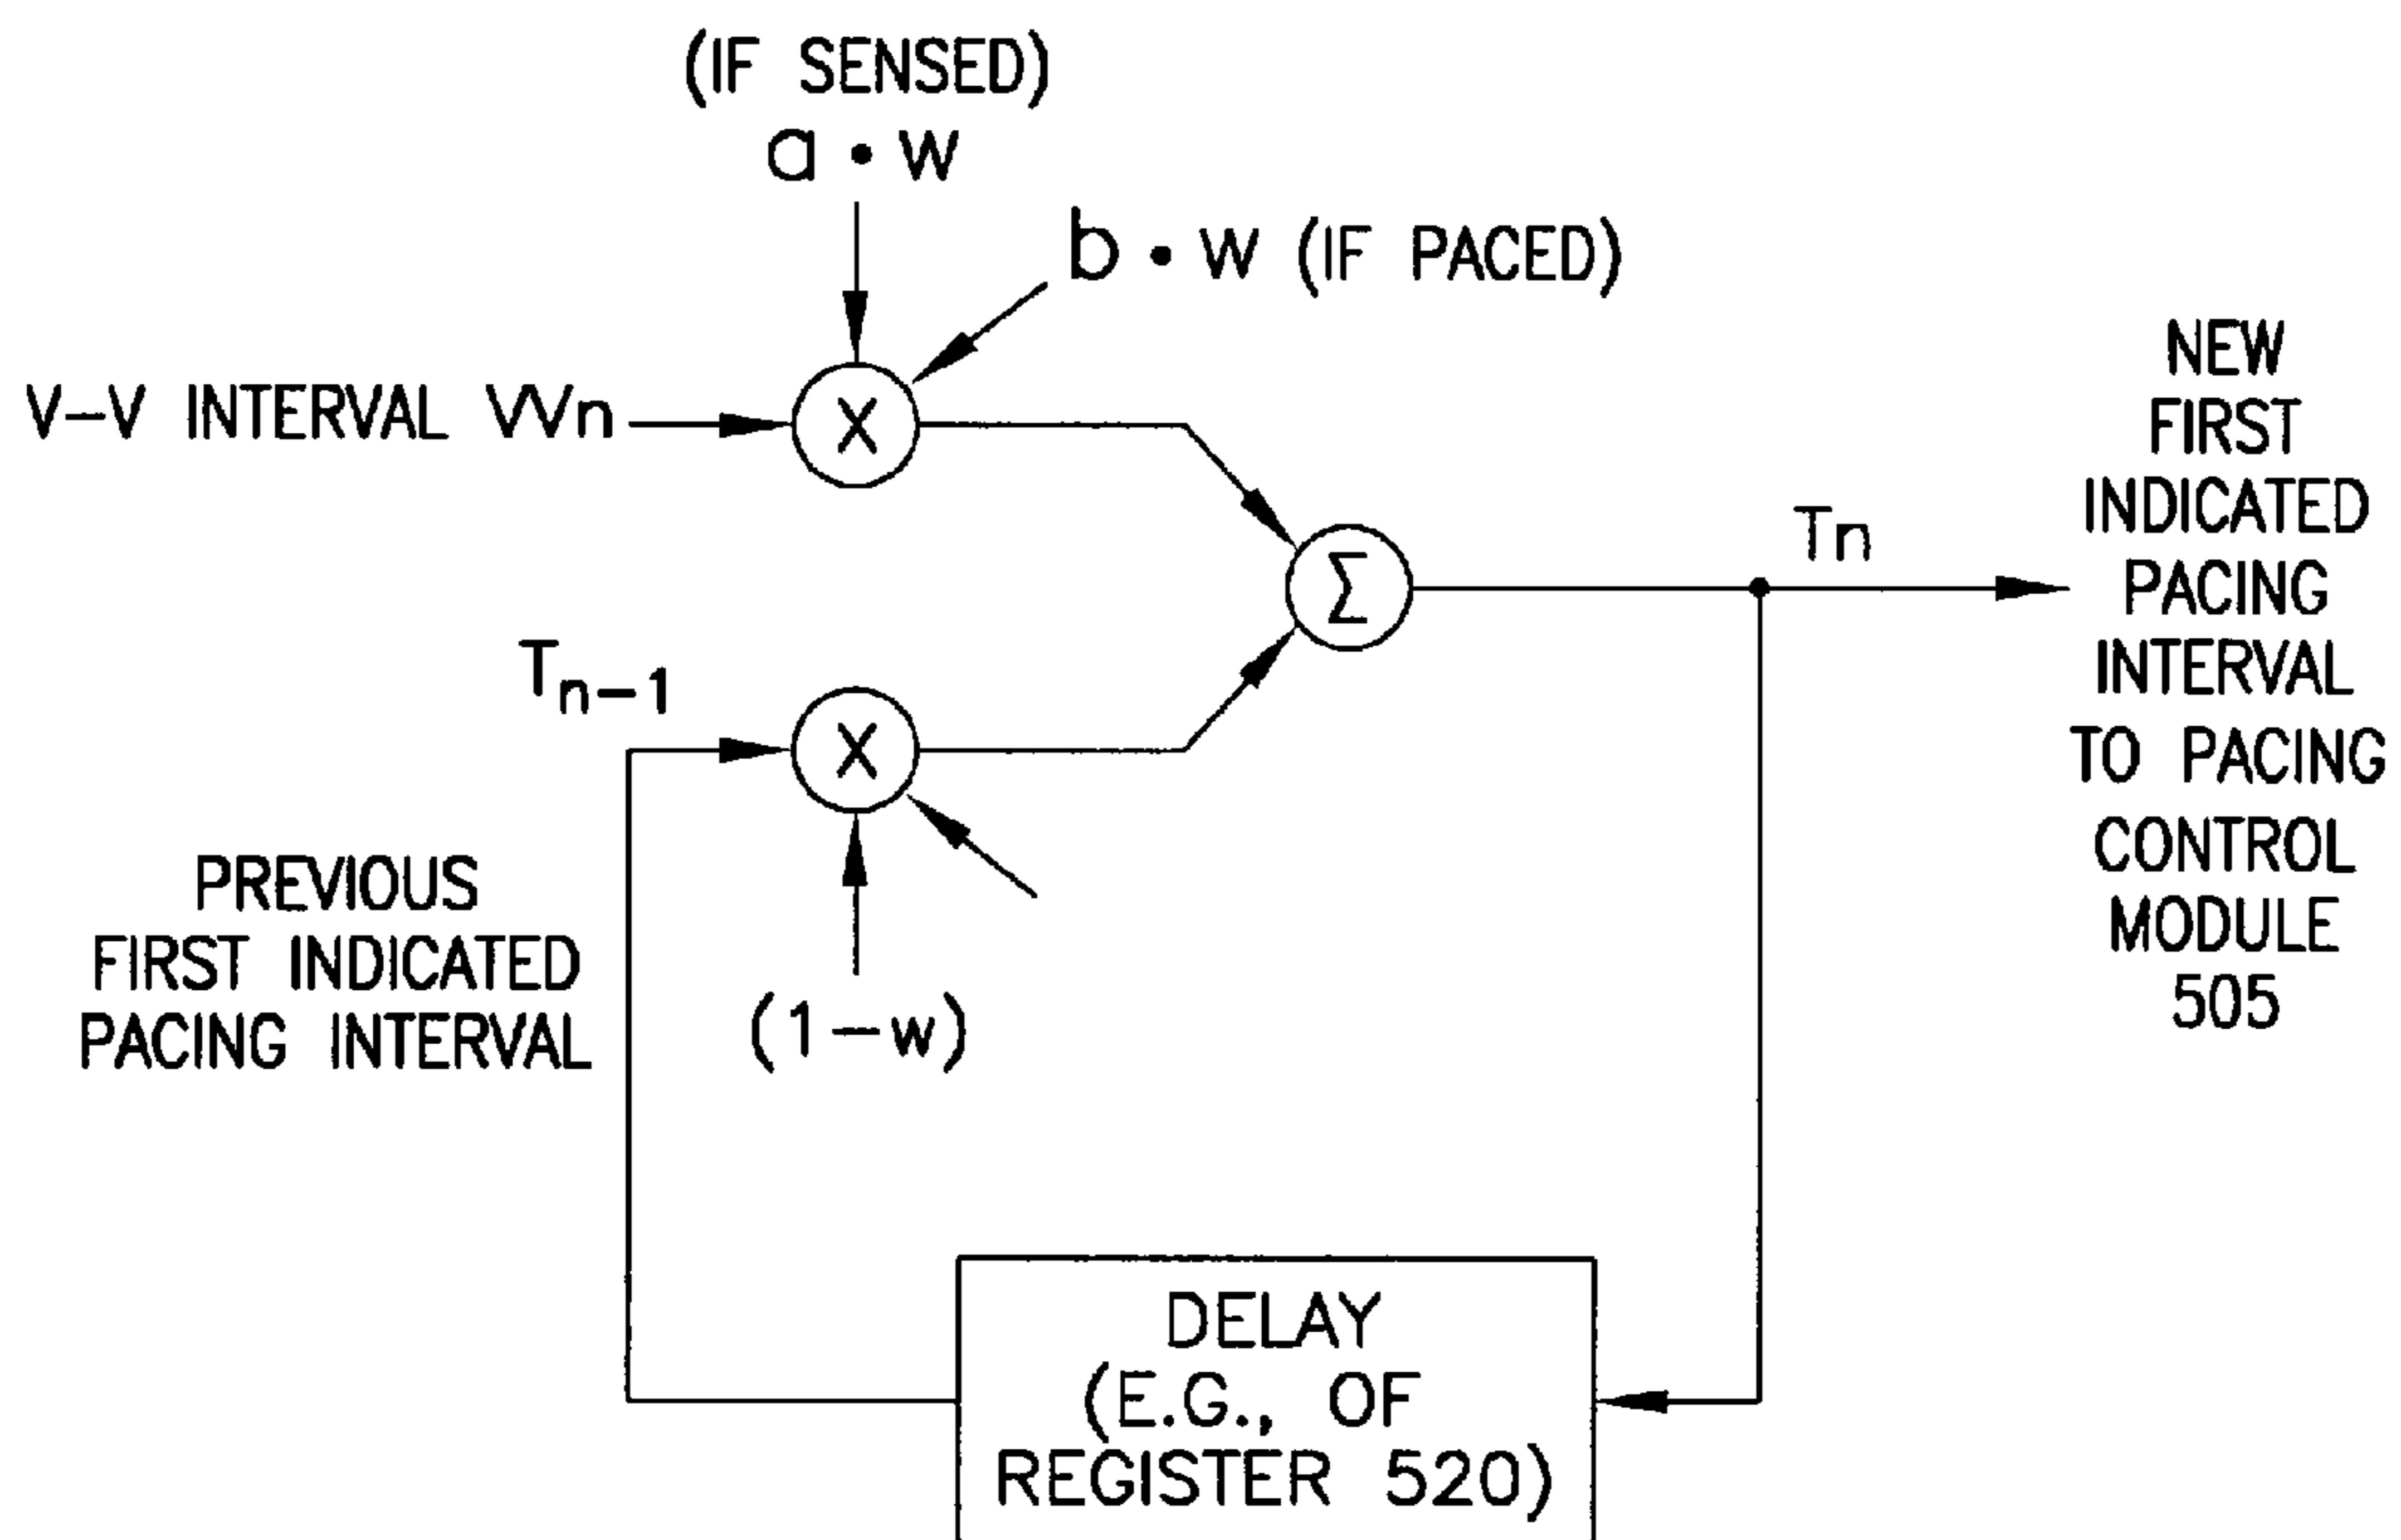 (IF SENSED)
a • w
b • w (IF PACED)
V–V INTERVAL VVn
X
Σ
Tn
NEW
FIRST
INDICATED
PACING
INTERVAL
TO PACING
CONTROL
MODULE
505
Tn–1
X
PREVIOUS
FIRST INDICATED
PACING INTERVAL
(1–w)
DELAY
(E.G., OF
REGISTER 520)